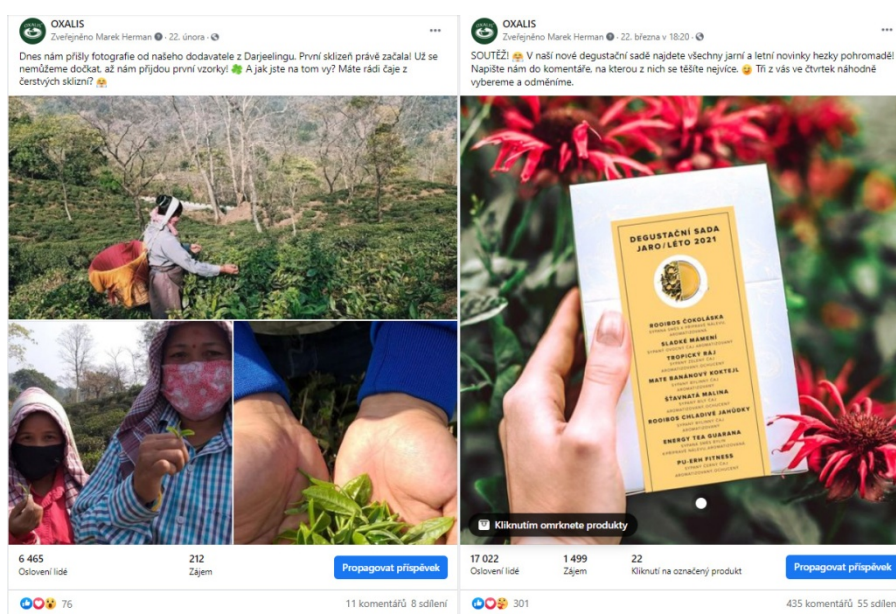 OXALIS
Zveřejněno Marek Herman · 22. února ·
Dnes nám přišly fotografie od našeho dodavatele z Darjeelingu. První sklizeň právě začala! Už se
nemůžeme dočkat, až nám přijdou první vzorky! A jak jste na tom vy? Máte rádi čaje z
čerstvých sklizní?
6 465
Oslovení lidé
212
Zájem
Propagovat příspěvek
76
11 komentářů 8 sdílení
OXALIS
Zveřejněno Marek Herman · 22. března v 18:20 ·
SOUTĚŽ! V naší nové degustační sadě najdete všechny jarní a letní novinky hezky pohromadě!
Napište nám do komentáře, na kterou z nich se těšíte nejvíce. Tři z vás ve čtvrtek náhodně
vybereme a odměníme.
DEGUSTAČNÍ SADA
JARO/LÉTO 2021
ROOIBOS ČOKOLÁSKA
SLADKÉ MÁMENÍ
TROPICKÝ RÁJ
MATE BANÁNOVÝ KOKTEJL
ŠŤAVNATÁ MALINA
ROOIBOS CHLADIVÉ JAHŮDKY
ENERGY TEA GUARANA
PU-ERH FITNESS
Kliknutím omrknete produkty
17 022
Oslovení lidé
1 499
Zájem
22
Kliknutí na označený produkt
Propagovat příspěvek
301
435 komentářů 55 sdílení